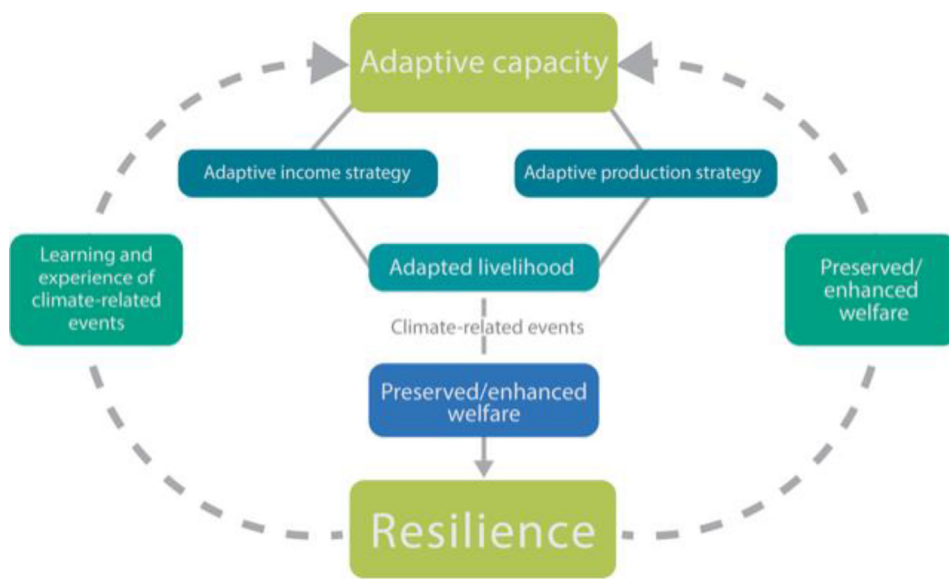 Adaptive capacity
Adaptive income strategy
Adaptive production strategy
Learning and
experience of
climate-related
events
Adapted livelihood
Preserved/
enhanced
welfare
Climate-related events
Preserved/enhanced
welfare
Resilience